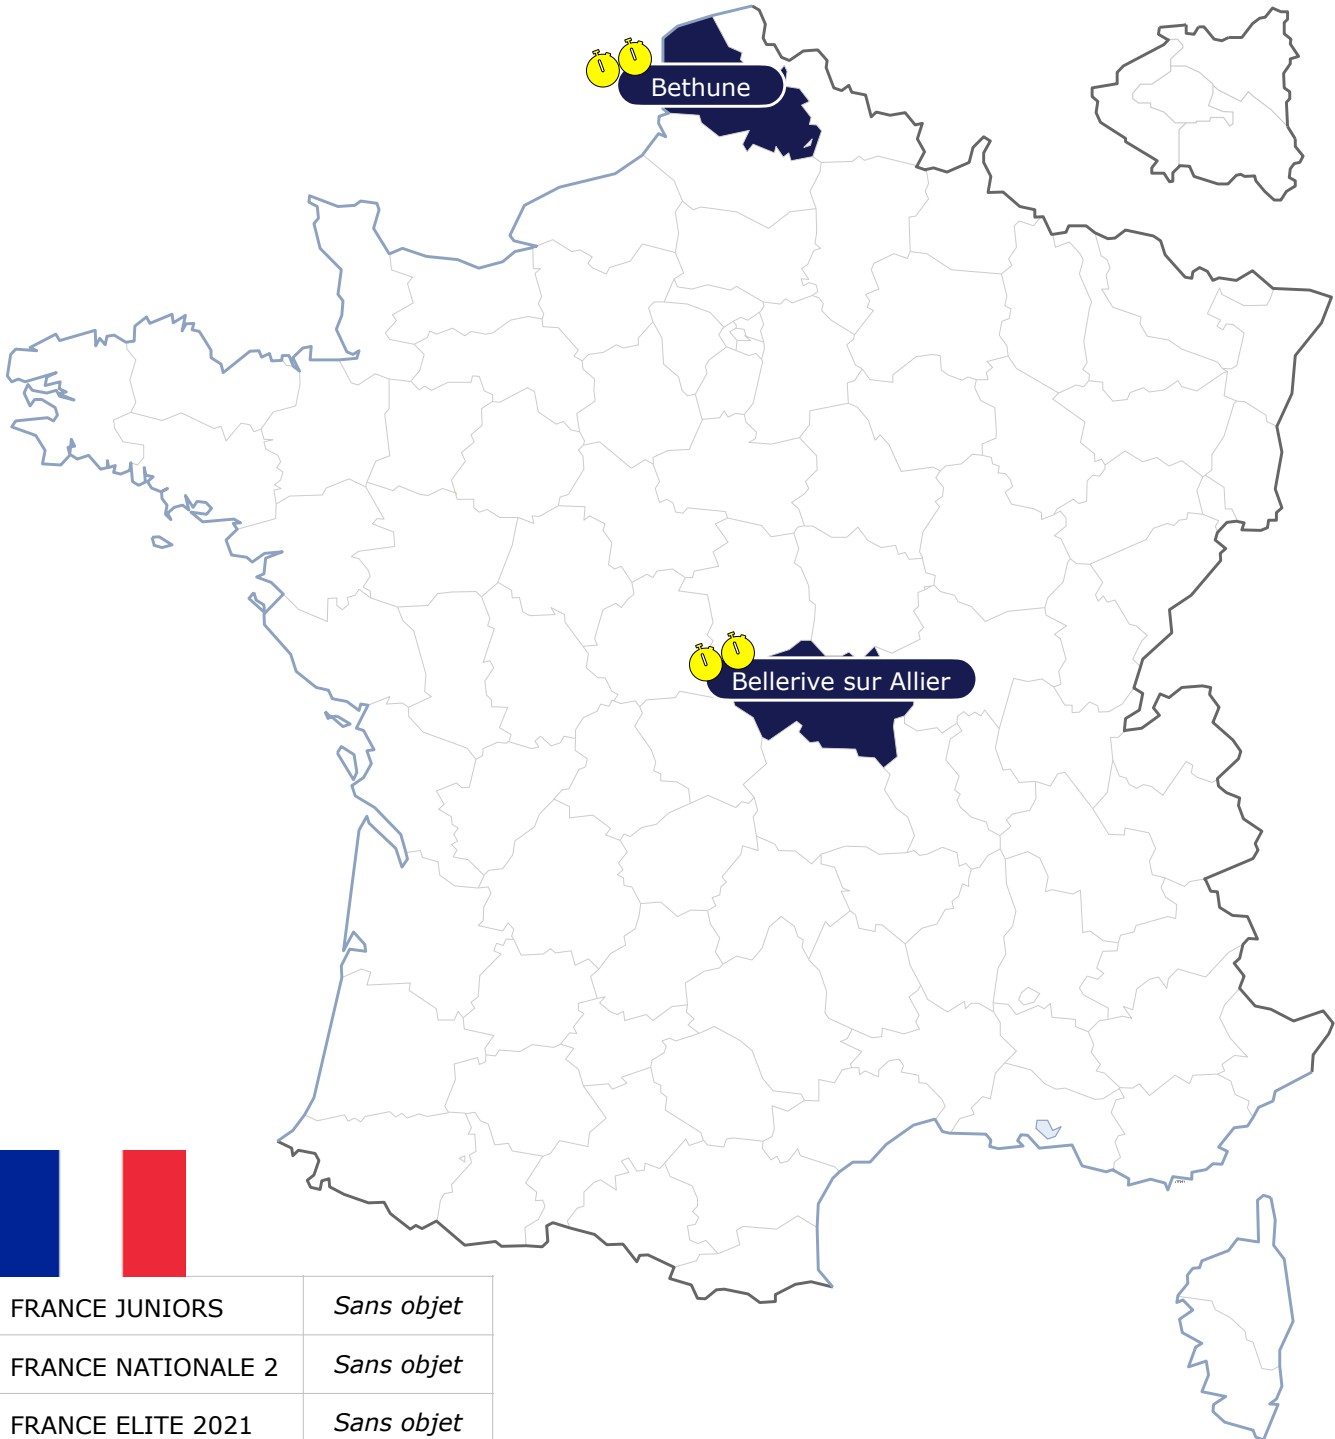 Bethune
Bellerive sur Allier
FRANCE JUNIORS Sans objet
FRANCE NATIONALE 2 Sans objet
FRANCE ELITE 2021 Sans objet